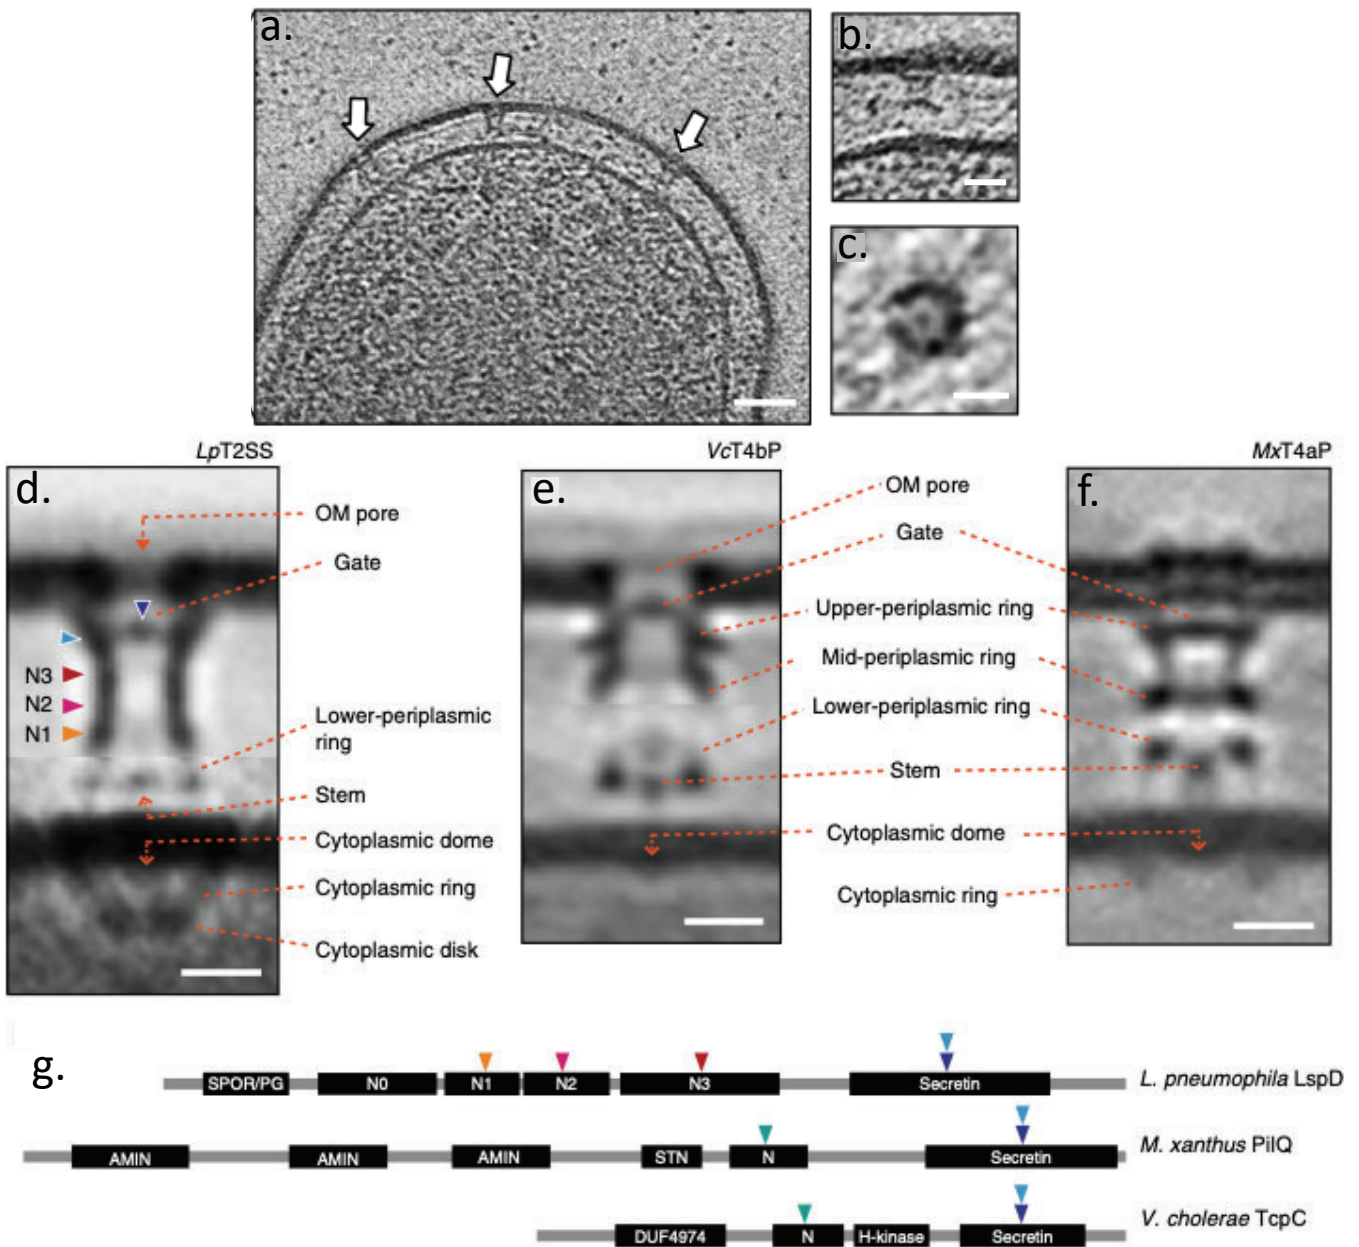 a.
b.
c.
LpT2SS
VcT4bP
MxT4aP
d.
OM pore
Gate
N3
N2
N1
Lower-periplasmic
ring
Stem
Cytoplasmic dome
Cytoplasmic ring
Cytoplasmic disk
e.
OM pore
Gate
Upper-periplasmic ring
Mid-periplasmic ring
Lower-periplasmic ring
Stem
Cytoplasmic dome
Cytoplasmic ring
f.
g.
SPOR/PG N0 N1 N2 N3 Secretin L. pneumophila LspD
AMIN AMIN AMIN STN N Secretin M. xanthus PilQ
DUF4974 N H-kinase Secretin V. cholerae TcpC